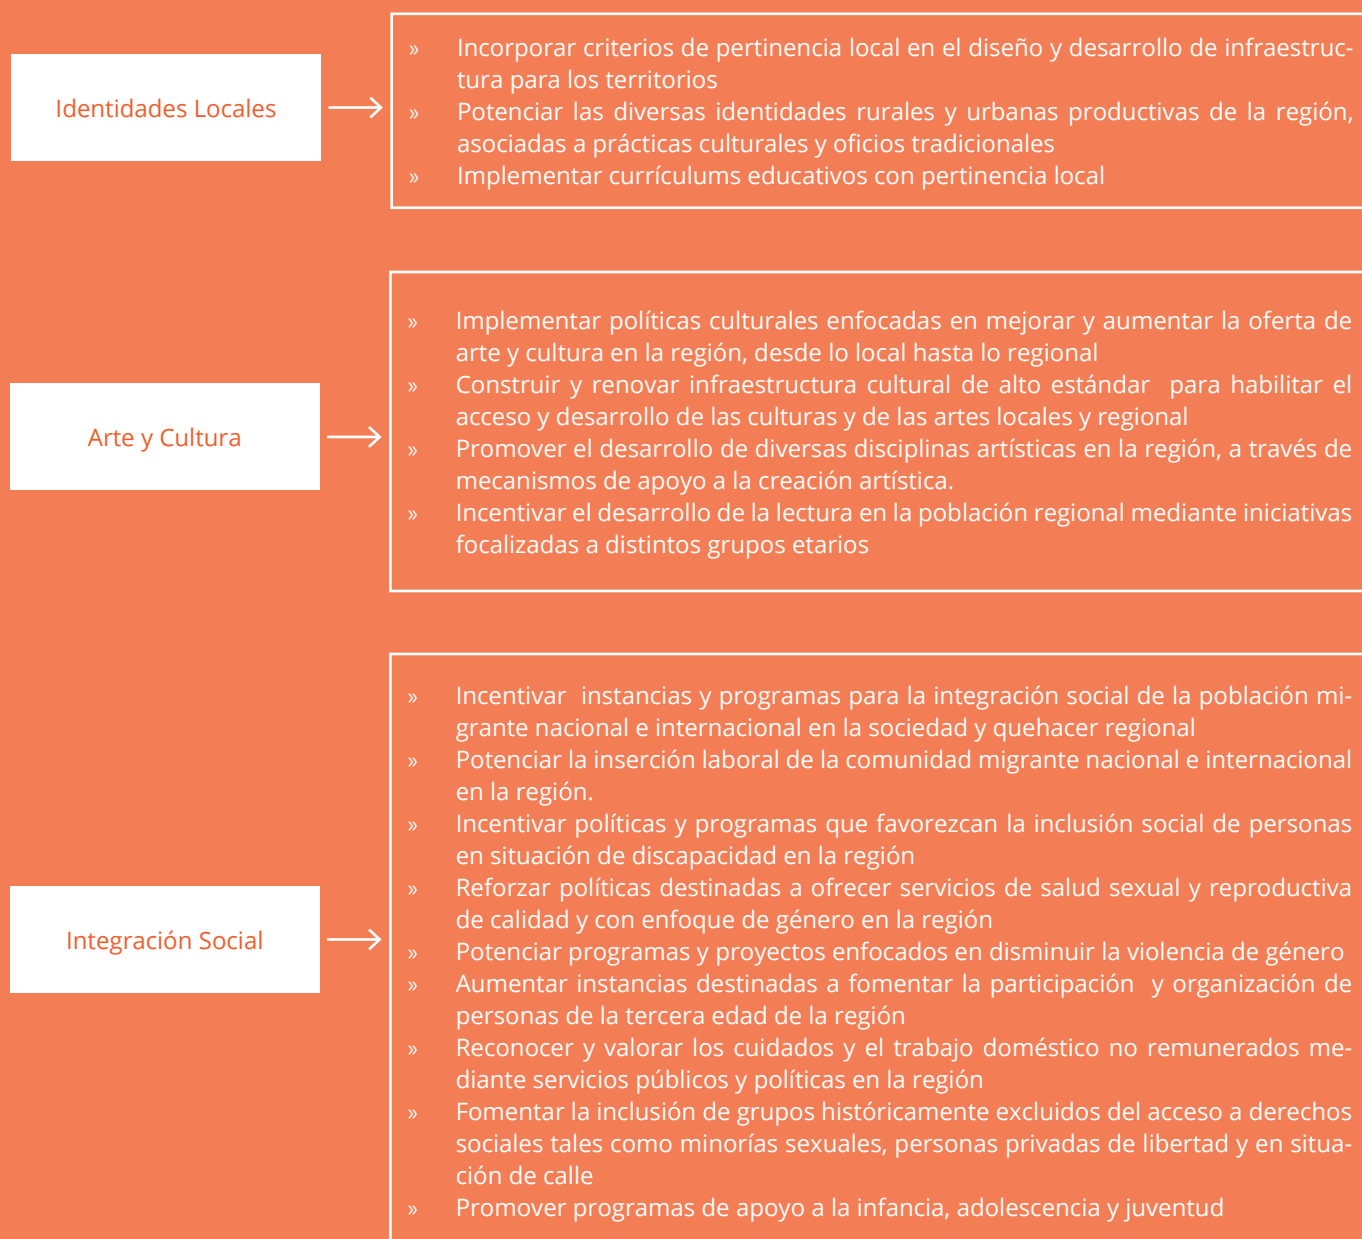 Identidades Locales
» Incorporar criterios de pertinencia local en el diseño y desarrollo de infraestruc-
tura para los territorios
» Potenciar las diversas identidades rurales y urbanas productivas de la región,
asociadas a prácticas culturales y oficios tradicionales
» Implementar currículums educativos con pertinencia local
Arte y Cultura
» Implementar políticas culturales enfocadas en mejorar y aumentar la oferta de
arte y cultura en la región, desde lo local hasta lo regional
» Construir y renovar infraestructura cultural de alto estándar  para habilitar el
acceso y desarrollo de las culturas y de las artes locales y regional
» Promover el desarrollo de diversas disciplinas artísticas en la región, a través de
mecanismos de apoyo a la creación artística.
» Incentivar el desarrollo de la lectura en la población regional mediante iniciativas
focalizadas a distintos grupos etarios
Integración Social
» Incentivar  instancias y programas para la integración social de la población mi-
grante nacional e internacional en la sociedad y quehacer regional
» Potenciar la inserción laboral de la comunidad migrante nacional e internacional
en la región.
» Incentivar políticas y programas que favorezcan la inclusión social de personas
en situación de discapacidad en la región
» Reforzar políticas destinadas a ofrecer servicios de salud sexual y reproductiva
de calidad y con enfoque de género en la región
» Potenciar programas y proyectos enfocados en disminuir la violencia de género
» Aumentar instancias destinadas a fomentar la participación  y organización de
personas de la tercera edad de la región
» Reconocer y valorar los cuidados y el trabajo doméstico no remunerados me-
diante servicios públicos y políticas en la región
» Fomentar la inclusión de grupos históricamente excluidos del acceso a derechos
sociales tales como minorías sexuales, personas privadas de libertad y en situa-
ción de calle
» Promover programas de apoyo a la infancia, adolescencia y juventud